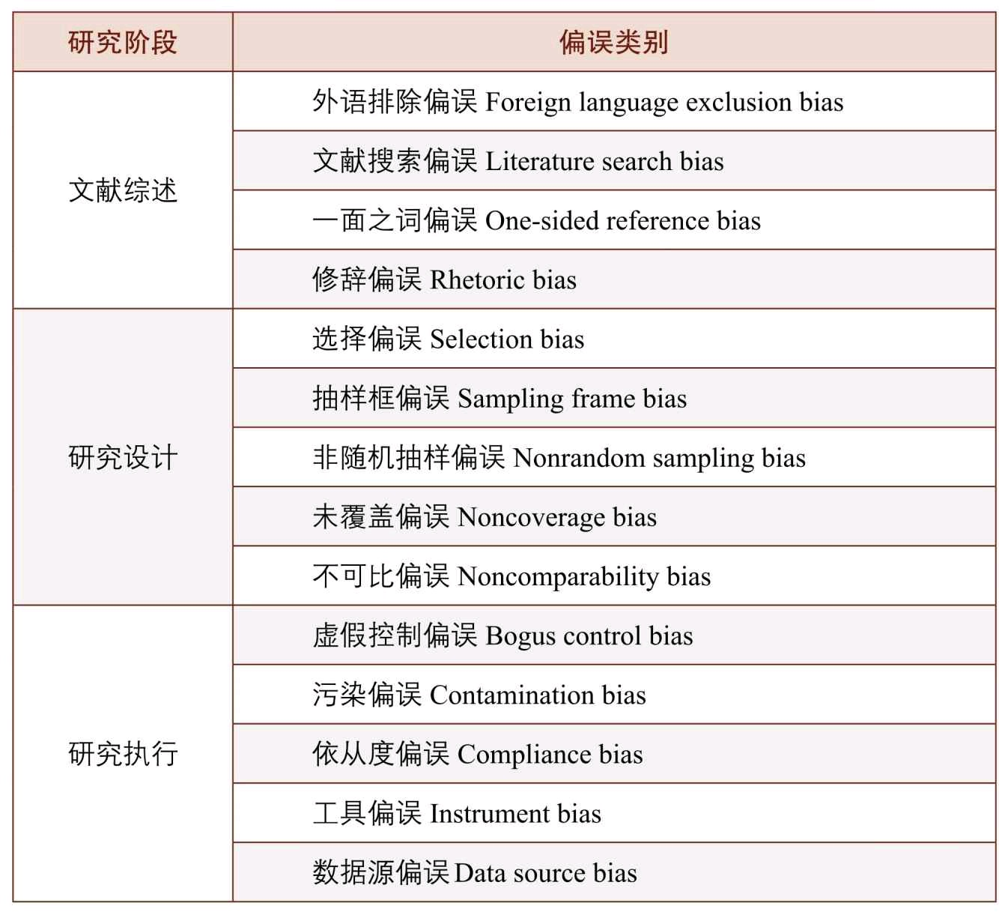 研究阶段 偏误类别
文献综述
外语排除偏误 Foreign language exclusion bias
文献搜索偏误 Literature search bias
一面之词偏误 One-sided reference bias
修辞偏误 Rhetoric bias
研究设计
选择偏误 Selection bias
抽样框偏误 Sampling frame bias
非随机抽样偏误 Nonrandom sampling bias
未覆盖偏误 Noncoverage bias
不可比偏误 Noncomparability bias
研究执行
虚假控制偏误 Bogus control bias
污染偏误 Contamination bias
依从度偏误 Compliance bias
工具偏误 Instrument bias
数据源偏误 Data source bias